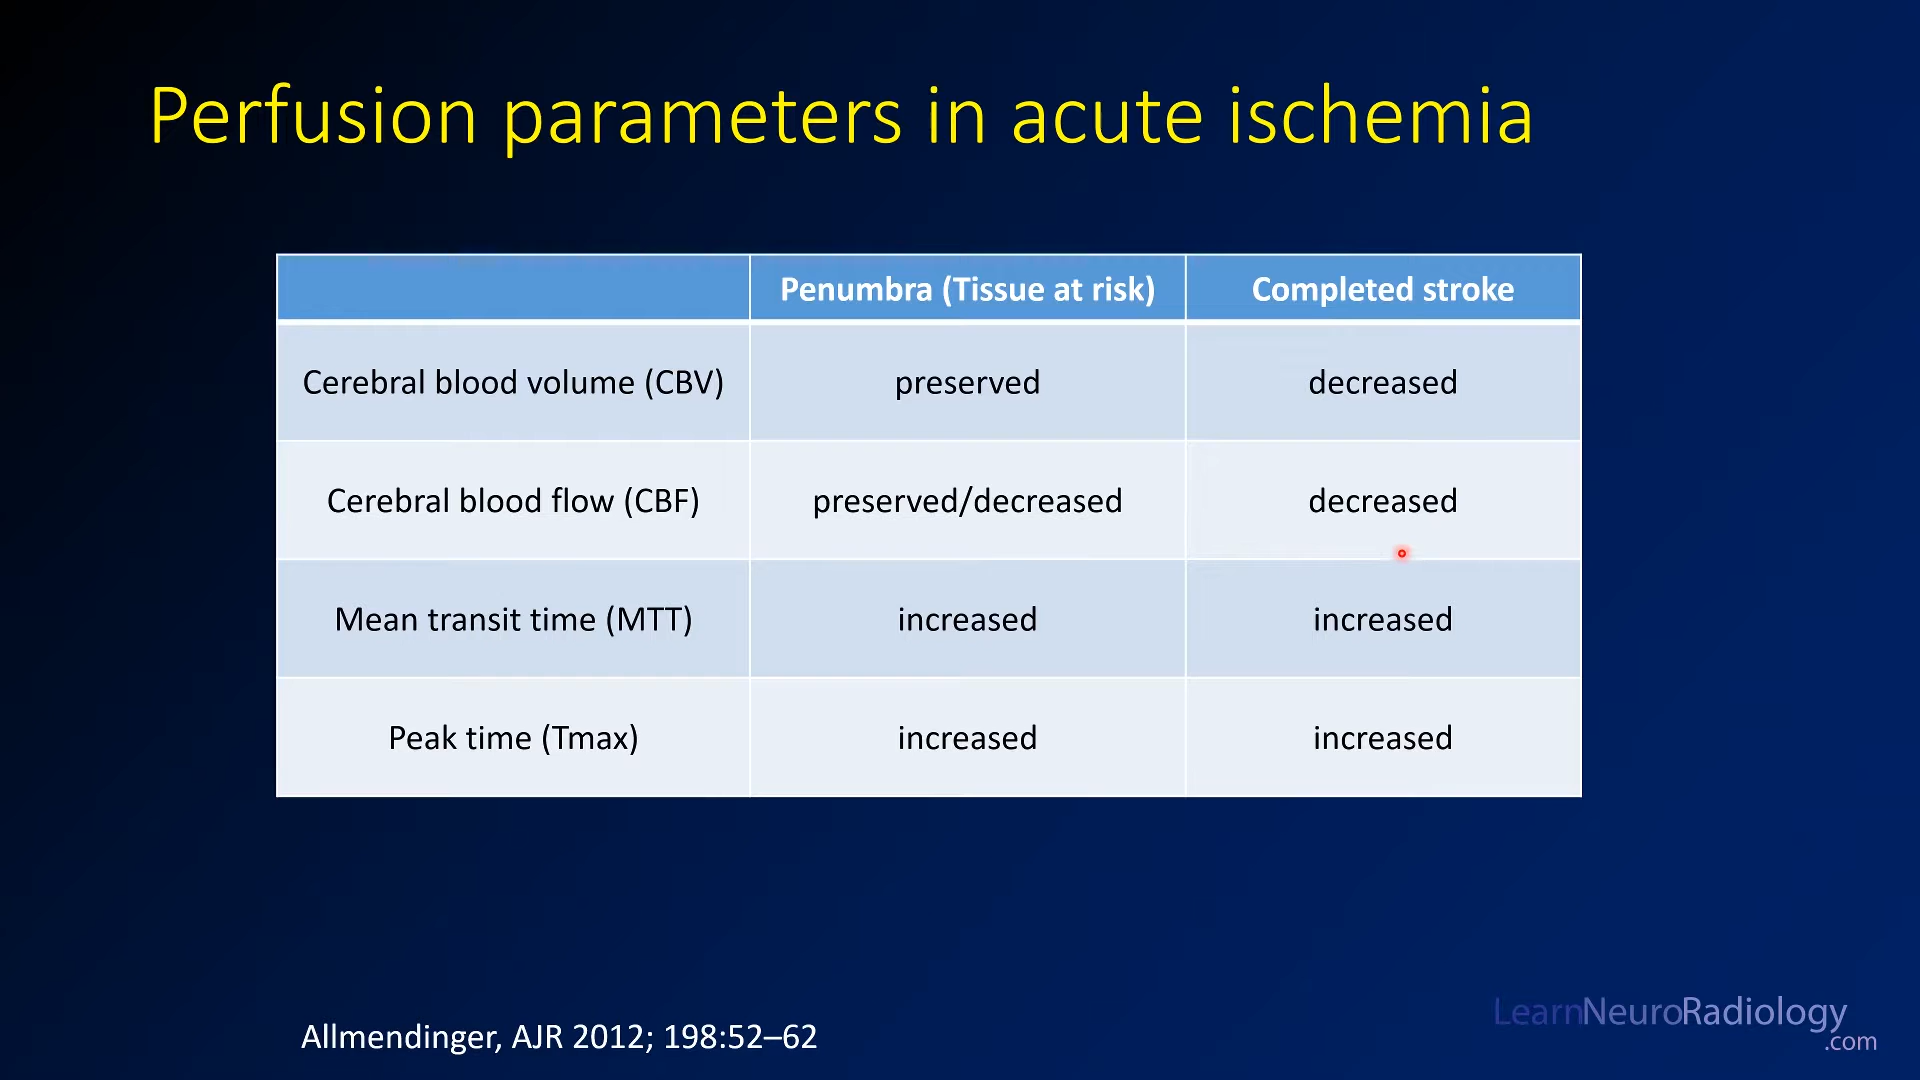 Perfusion parameters in acute ischemia
Penumbra (Tissue at risk) Completed stroke
Cerebral blood volume (CBV) preserved decreased
Cerebral blood flow (CBF) preserved/decreased decreased
Mean transit time (MTT) increased increased
Peak time (Tmax) increased increased
Allmendinger, AJR 2012; 198:52–62
LearnNeuroRadiology
.com